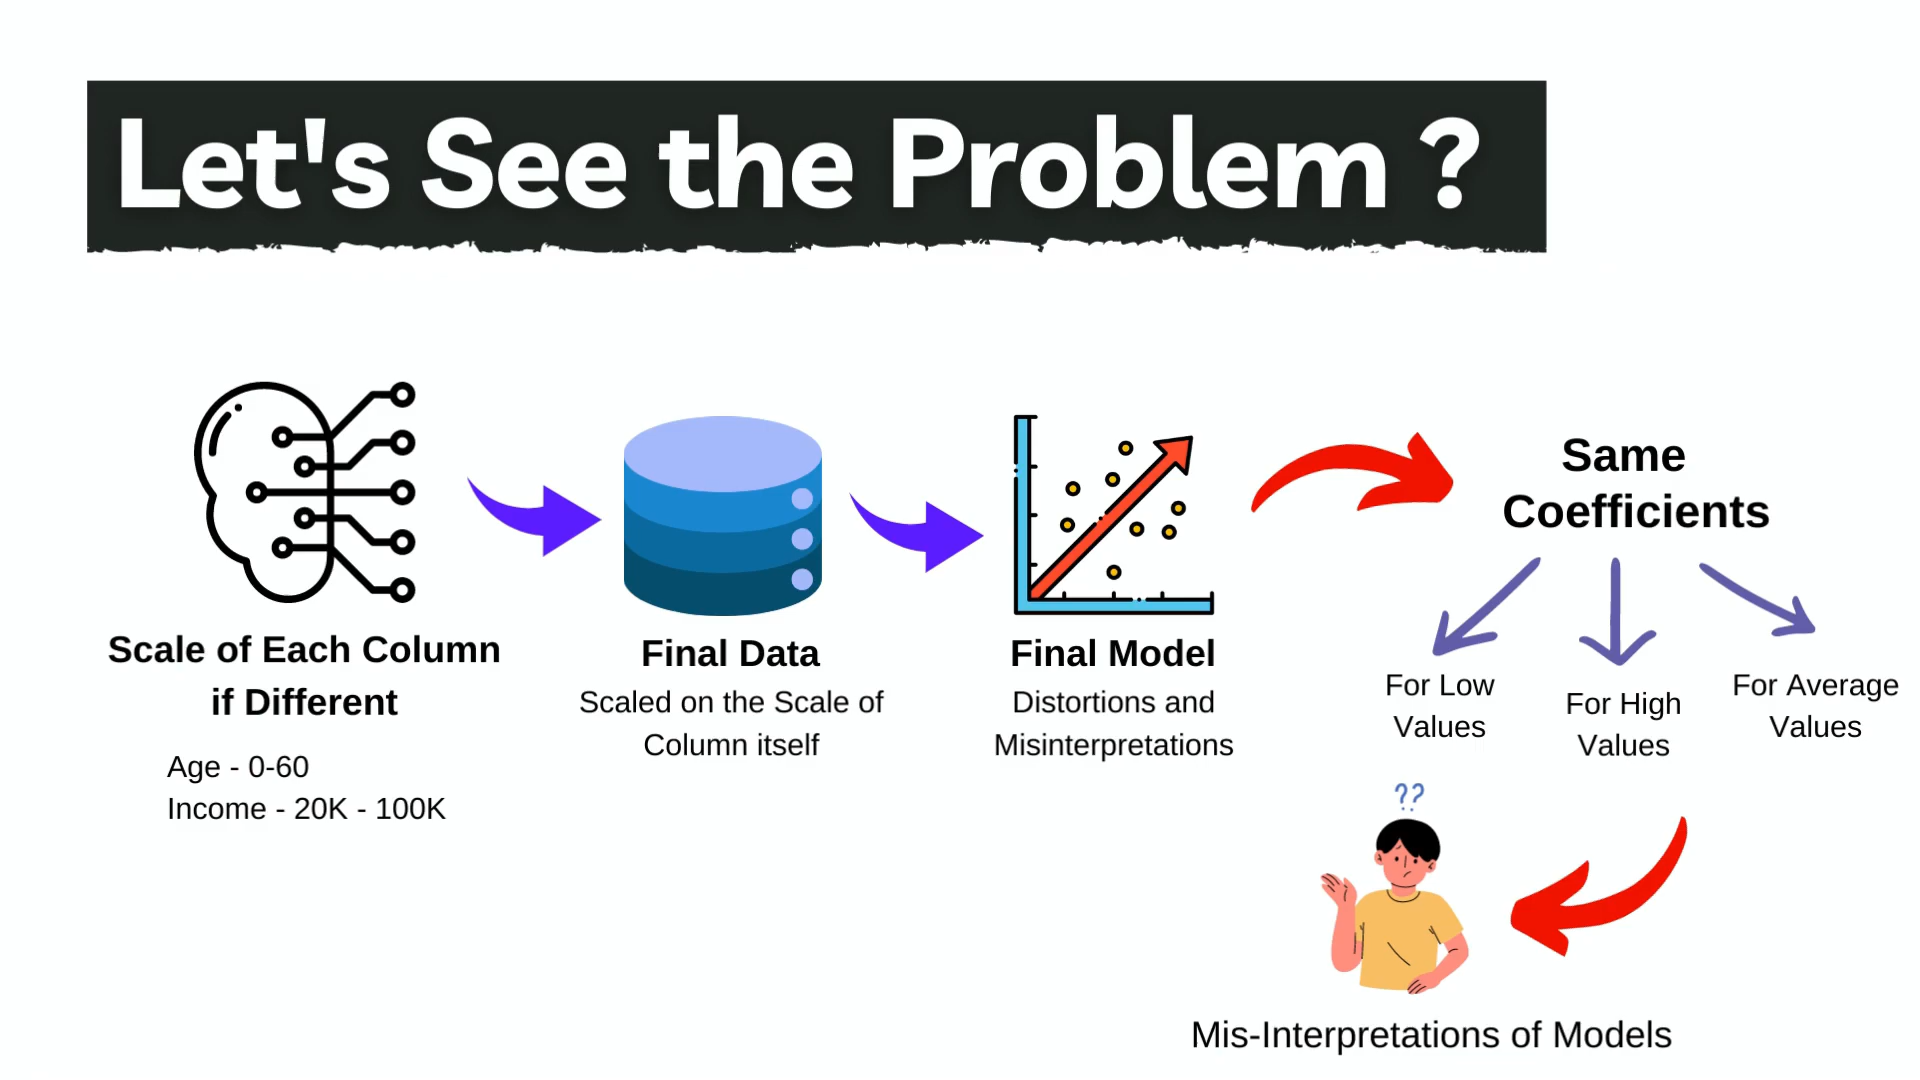 Let's See the Problem ?
Scale of Each Column
if Different
Age - 0-60
Income - 20K - 100K
Final Data
Scaled on the Scale of
Column itself
Final Model
Distortions and
Misinterpretations
Same
Coefficients
For Low
Values
For High
Values
For Average
Values
??
Mis-Interpretations of Models